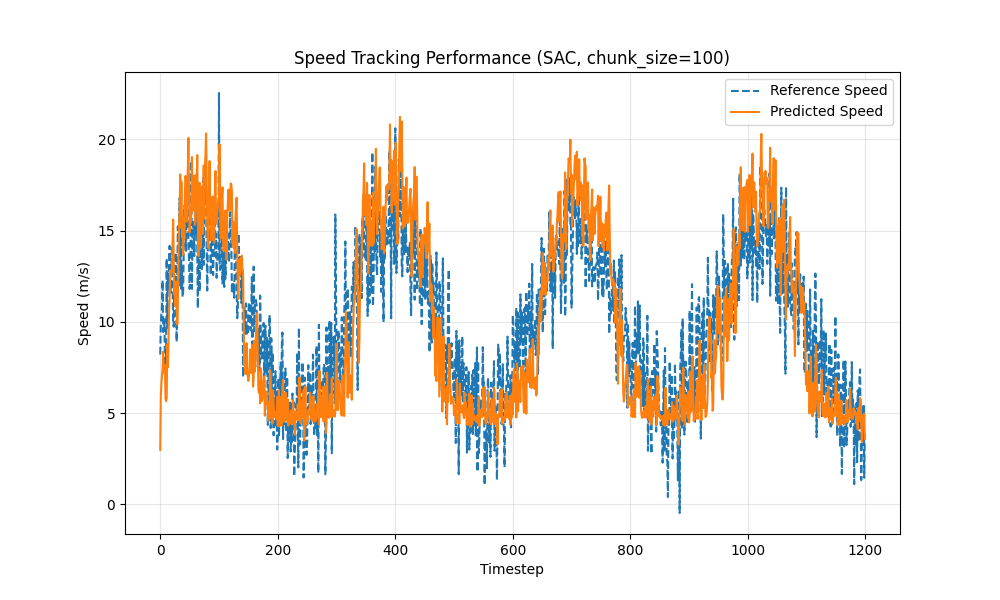 Speed Tracking Performance (SAC, chunk_size=100)
Reference Speed
Predicted Speed
Speed (m/s)
20
15
10
5
0
0 200 400 600 800 1000 1200
Timestep